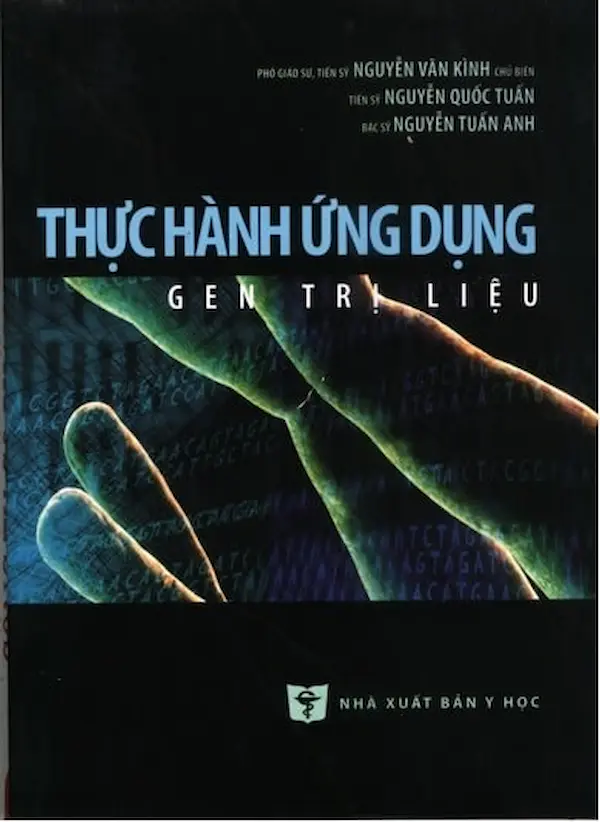 PHÓ GIÁO SƯ, TIẾN SỸ NGUYỄN VĂN KÍNH CHỦ BIÊN
TIẾN SỸ NGUYỄN QUỐC TUẤN
BÁC SỸ NGUYỄN TUẤN ANH
THỰC HÀNH ỨNG DỤNG
GEN TRỊ LIỆU
NHÀ XUẤT BẢN Y HỌC